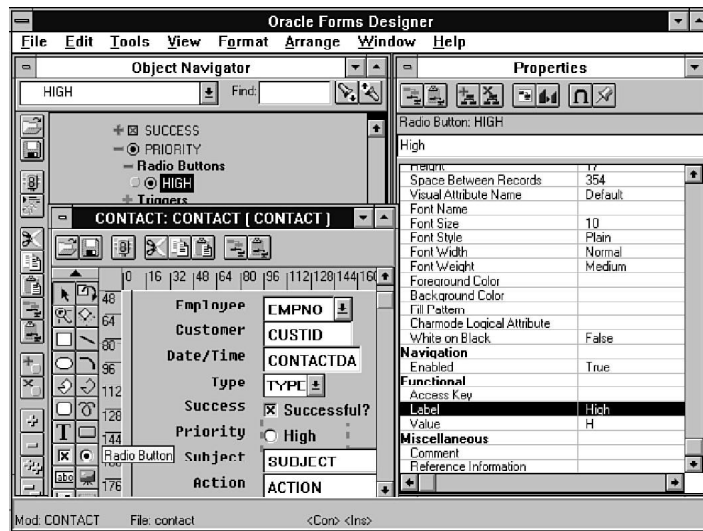 Oracle Forms Designer
File Edit Tools View Format Arrange Window Help
Object Navigator
HIGH Find:
SUCCESS
PRIORITY
Radio Buttons
HIGH
Triggers
CONTACT: CONTACT [ CONTACT ]
0 16 32 48 64 80 96 112 128 144 160
48
64
80
96
112
128
144
176
Employee EMPNO
Customer CUSTID
Date/Time CONTACTDA
Type TYPE
Success Successful?
Priority High
Subject SUBJECT
Action ACTION
T
abc
Radio Button
Properties
Radio Button: HIGH
High
Height 17
Space Between Records 354
Visual Attribute Name Default
Font Name
Font Size 10
Font Style Plain
Font Width Normal
Font Weight Medium
Foreground Color
Background Color
Fill Pattern
Charmode Logical Attribute
White on Black False
Navigation
Enabled True
Functional
Access Key
Label High
Value H
Miscellaneous
Comment
Reference Information
Mod: CONTACT File: contact <Con> <Ins>